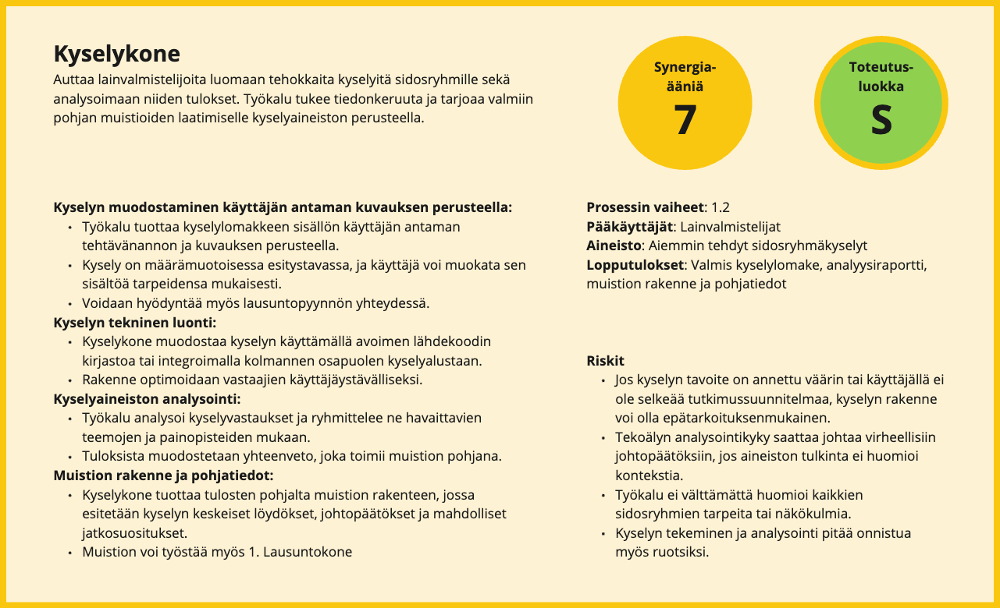 Kyselykone
Auttaa lainvalmistelijoita luomaan tehokkaita kyselyitä sidosryhmille sekä
analysoimaan niiden tulokset. Työkalu tukee tiedonkeruuta ja tarjoaa valmiin
pohjan muistioiden laatimiselle kyselyaineiston perusteella.
Synergia-
ääniä
7
Toteutus-
luokka
S
Kyselyn muodostaminen käyttäjän antaman kuvauksen perusteella:
• Työkalu tuottaa kyselylomakkeen sisällön käyttäjän antaman
tehtävänannon ja kuvauksen perusteella.
• Kysely on määrämuotoisessa esitystavassa, ja käyttäjä voi muokata sen
sisältöä tarpeidensa mukaisesti.
• Voidaan hyödyntää myös lausuntopyynnön yhteydessä.
Kyselyn tekninen luonti:
• Kyselykone muodostaa kyselyn käyttämällä avoimen lähdekoodin
kirjastoa tai integroimalla kolmannen osapuolen kyselyalustaan.
• Rakenne optimoidaan vastaajien käyttäjäystävälliseksi.
Kyselyaineiston analysointi:
• Työkalu analysoi kyselyvastaukset ja ryhmittelee ne havaittavien
teemojen ja painopisteiden mukaan.
• Tuloksista muodostetaan yhteenveto, joka toimii muistion pohjana.
Muistion rakenne ja pohjatiedot:
• Kyselykone tuottaa tulosten pohjalta muistion rakenteen, jossa
esitetään kyselyn keskeiset löydökset, johtopäätökset ja mahdolliset
jatkosuositukset.
• Muistion voi työstää myös 1. Lausuntokone
Prosessin vaiheet: 1.2
Pääkäyttäjät: Lainvalmistelijat
Aineisto: Aiemmin tehdyt sidosryhmäkyselyt
Lopputulokset: Valmis kyselylomake, analyysiraportti,
muistion rakenne ja pohjatiedot
Riskit
• Jos kyselyn tavoite on annettu väärin tai käyttäjällä ei
ole selkeää tutkimussuunnitelmaa, kyselyn rakenne
voi olla epätarkoituksenmukainen.
• Tekoälyn analysointikyky saattaa johtaa virheellisiin
johtopäätöksiin, jos aineiston tulkinta ei huomioi
kontekstia.
• Työkalu ei välttämättä huomioi kaikkien
sidosryhmien tarpeita tai näkökulmia.
• Kyselyn tekeminen ja analysointi pitää onnistua
myös ruotsiksi.